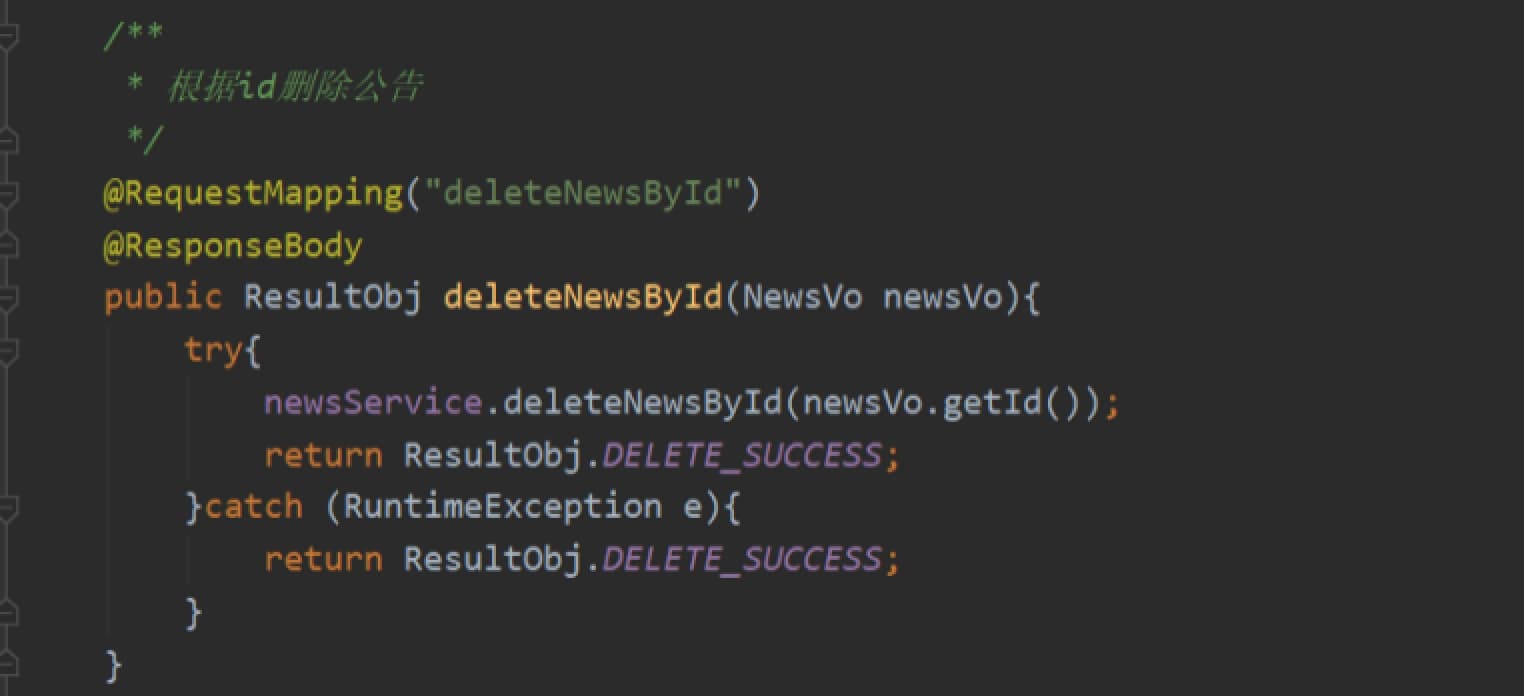 /**
 * 根据id删除公告
 */
@RequestMapping("deleteNewsById")
@ResponseBody
public ResultObj deleteNewsById(NewsVo newsVo){
    try{
        newsService.deleteNewsById(newsVo.getId());
        return ResultObj.DELETE_SUCCESS;
    }catch (RuntimeException e){
        return ResultObj.DELETE_SUCCESS;
    }
}